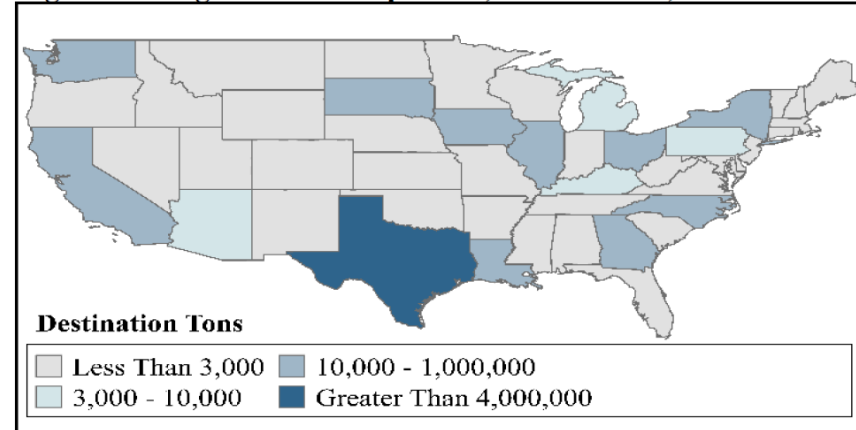 Destination Tons
Less Than 3,000
10,000 - 1,000,000
3,000 - 10,000
Greater Than 4,000,000